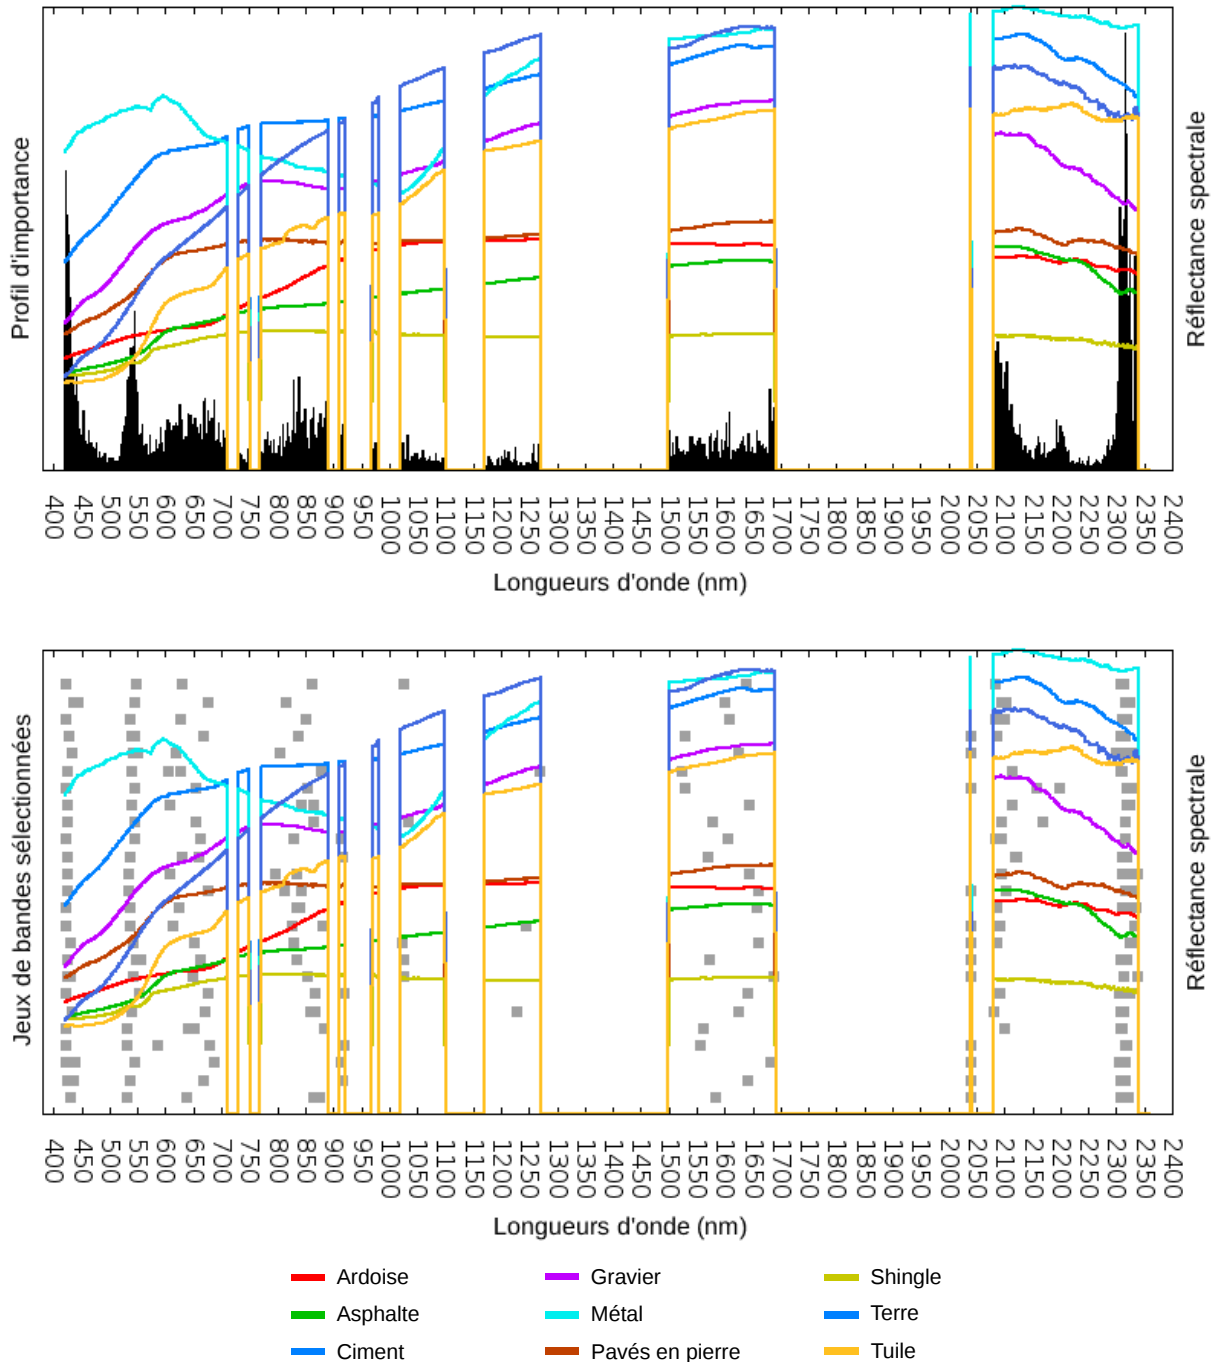 Profil d'importance
Réflectance spectrale
400 450 500 550 600 650 700 750 800 850 900 950 1000 1050 1100 1150 1200 1250 1300 1350 1400 1450 1500 1550 1600 1650 1700 1750 1800 1850 1900 1950 2000 2050 2100 2150 2200 2250 2300 2350 2400
Longueurs d'onde (nm)
Jeux de bandes sélectionnées
Réflectance spectrale
400 450 500 550 600 650 700 750 800 850 900 950 1000 1050 1100 1150 1200 1250 1300 1350 1400 1450 1500 1550 1600 1650 1700 1750 1800 1850 1900 1950 2000 2050 2100 2150 2200 2250 2300 2350 2400
Longueurs d'onde (nm)
Ardoise Gravier Shingle
Asphalte Métal Terre
Ciment Pavés en pierre Tuile